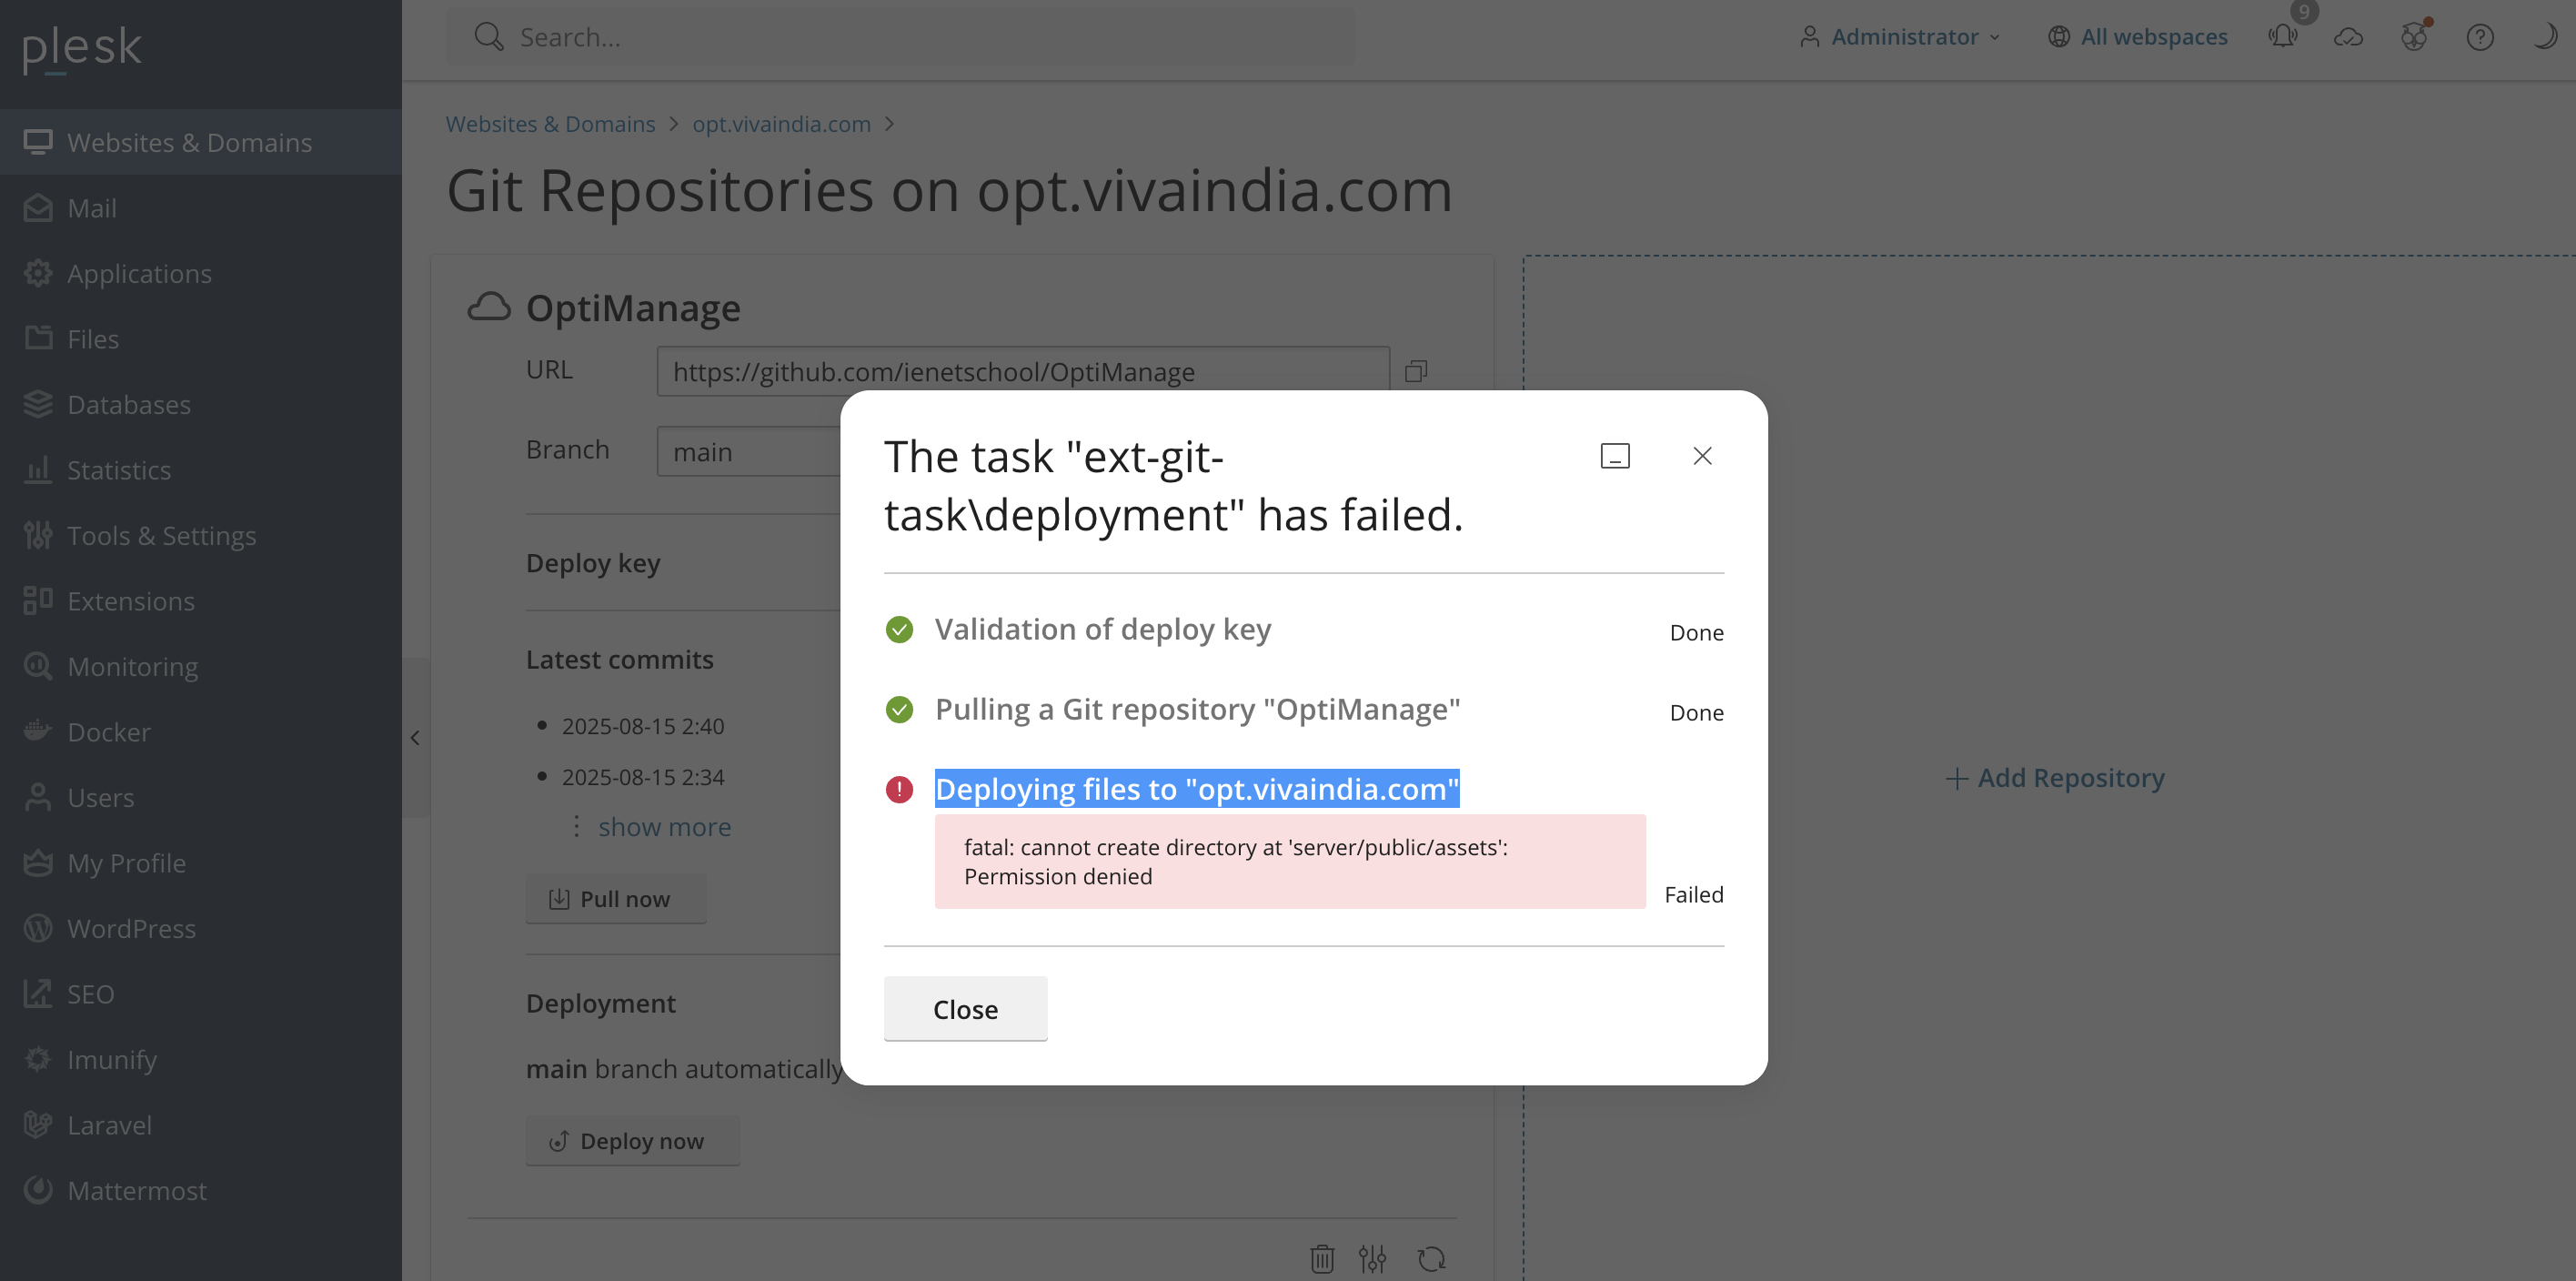 plesk
Search...
Administrator
All webspaces
9
Websites & Domains
Mail
Applications
Files
Databases
Statistics
Tools & Settings
Extensions
Monitoring
Docker
Users
My Profile
WordPress
SEO
Imunify
Laravel
Mattermost
Websites & Domains > opt.vivaindia.com >
Git Repositories on opt.vivaindia.com
OptiManage
URL
https://github.com/ienetschool/OptiManage
Branch
main
Deploy key
Latest commits
2025-08-15 2:40
2025-08-15 2:34
show more
Pull now
Deployment
main branch automatically
Deploy now
The task "ext-git-
task\deployment" has failed.
Validation of deploy key
Done
Pulling a Git repository "OptiManage"
Done
Deploying files to "opt.vivaindia.com"
fatal: cannot create directory at 'server/public/assets':
Permission denied
Failed
Close
+ Add Repository